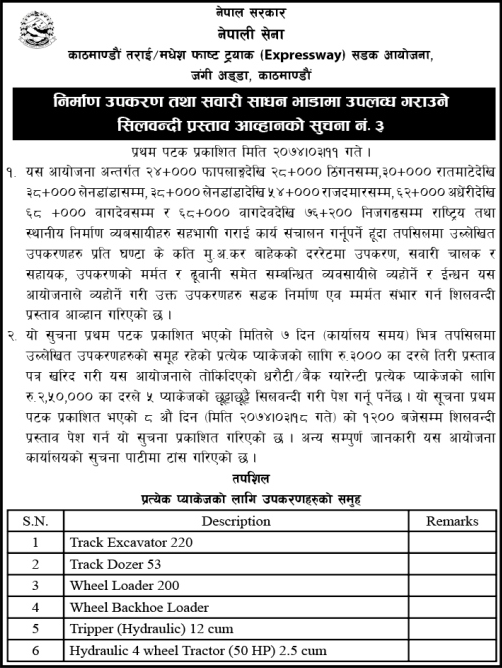 नेपाल सरकार
नेपाली सेना
काठमाण्डौं तराई/मधेश फाष्ट ट्र्याक (Expressway) सडक आयोजना,
जंगी अड्डा, काठमाण्डौं
निर्माण उपकरण तथा सवारी साधन भाडामा उपलब्ध गराउने
सिलवन्दी प्रस्ताव आव्हानको सुचना नं. ३
प्रथम पटक प्रकाशित मिति २०७४।०३।११ गते ।
१. यस आयोजना अन्तर्गत २४+००० फापलाङ्गदेखि २८+००० ठिगनसम्म,३०+००० रातमाटेदेखि
३८+००० लेनडांडासम्म,३८+००० लेनडांडादेखि ५४+००० राजदमारसम्म,६२+००० अधेरीदेखी
६८ +००० वागदेवसम्म र ६८+००० वागदेवदेखी ७६+२०० निजगढसम्म राष्ट्रिय तथा
स्थानीय निर्माण व्यवसायीहरु सहभागी गराई कार्य संचालन गर्नूपर्ने हूंदा तपसिलमा उल्लेखित
उपकरणहरु प्रति घण्टा के कति मु.अ.कर बाहेकको दररेटमा उपकरण, सवारी चालक र
सहायक, उपकरणको मर्मत र ढूवानी समेत सम्बन्धित ब्यवसायीले व्यहोर्ने र ईन्धन यस
आयोजनाले व्यहोर्ने गरी उक्त उपकरणहरु सडक निर्माण एव म्मर्मत संभार गर्न शिलवन्दी
प्रस्ताव आव्हान गरिएको छ ।
२. यो सुचना प्रथम पटक प्रकाशित भएको मितिले ७ दिन (कार्यालय समय) भित्र तपसिलमा
उल्लेखित उपकरणहरुको समूह रहेको प्रत्येक प्याकेजको लागि रु.३००० का दरले तिरी प्रस्ताव
पत्र खरिद गरी यस आयोजनाले तोकिदिएको धरौटी/बैंक ग्यारेन्टी प्रत्येक प्याकेजको लागि
रु.२,५०,००० का दरले ५ प्याकेजको छूट्टाछूट्टै सिलवन्दी गरी पेश गर्नू पर्नेछ । यो सूचना प्रथम
पटक प्रकाशित भएको ८ औ दिन (मिति २०७४।०३।१८ गते) को १२०० बजेसम्म शिलवन्दी
प्रस्ताव पेश गर्न यो सुचना प्रकाशित गरिएको छ । अन्य सम्पुर्ण जानकारी यस आयोजना
कार्यालयको सुचना पाटीमा टांस गरिएको छ ।
तपशिल
प्रत्येक प्याकेजको लागि उपकरणहरुको समुह
S.N. Description Remarks
1 Track Excavator 220
2 Track Dozer 53
3 Wheel Loader 200
4 Wheel Backhoe Loader
5 Tripper (Hydraulic) 12 cum
6 Hydraulic 4 wheel Tractor (50 HP) 2.5 cum